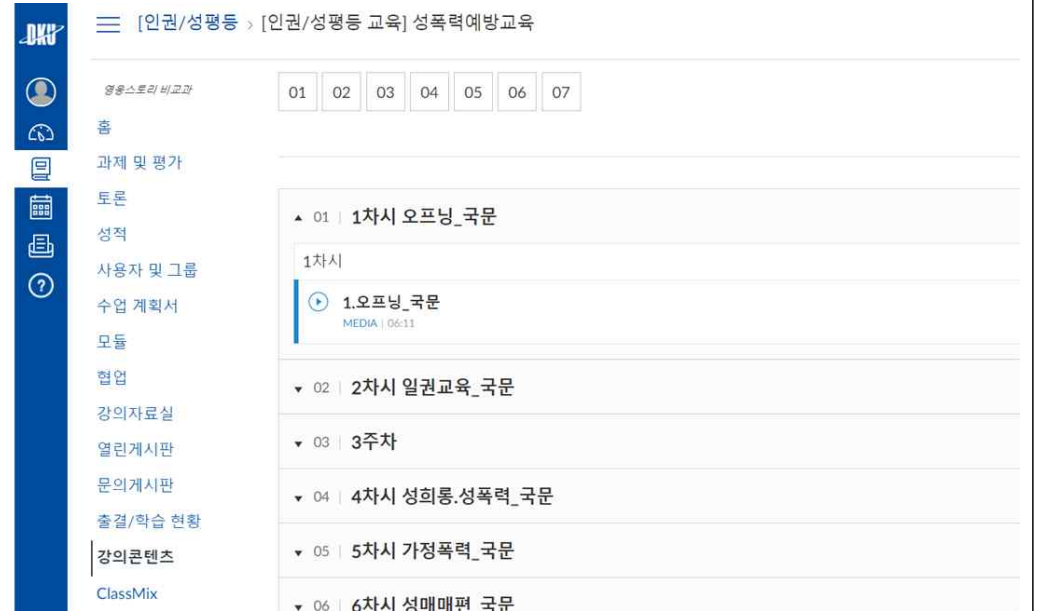 DKU
[인권/성평등 › [인권/성평등 교육] 성폭력예방교육
영웅스토리 비교과
홈
과제 및 평가
토론
성적
사용자 및 그룹
수업 계획서
모듈
협업
강의자료실
열린게시판
문의게시판
출결/학습 현황
강의콘텐츠
ClassMix
01 02 03 04 05 06 07
01 | 1차시 오프닝_국문
1차시
1.오프닝_국문
MEDIA | 06:11
02 | 2차시 일권교육_국문
03 | 3주차
04 | 4차시 성희롱.성폭력_국문
05 | 5차시 가정폭력_국문
06 | 6차시 성매매편_국문